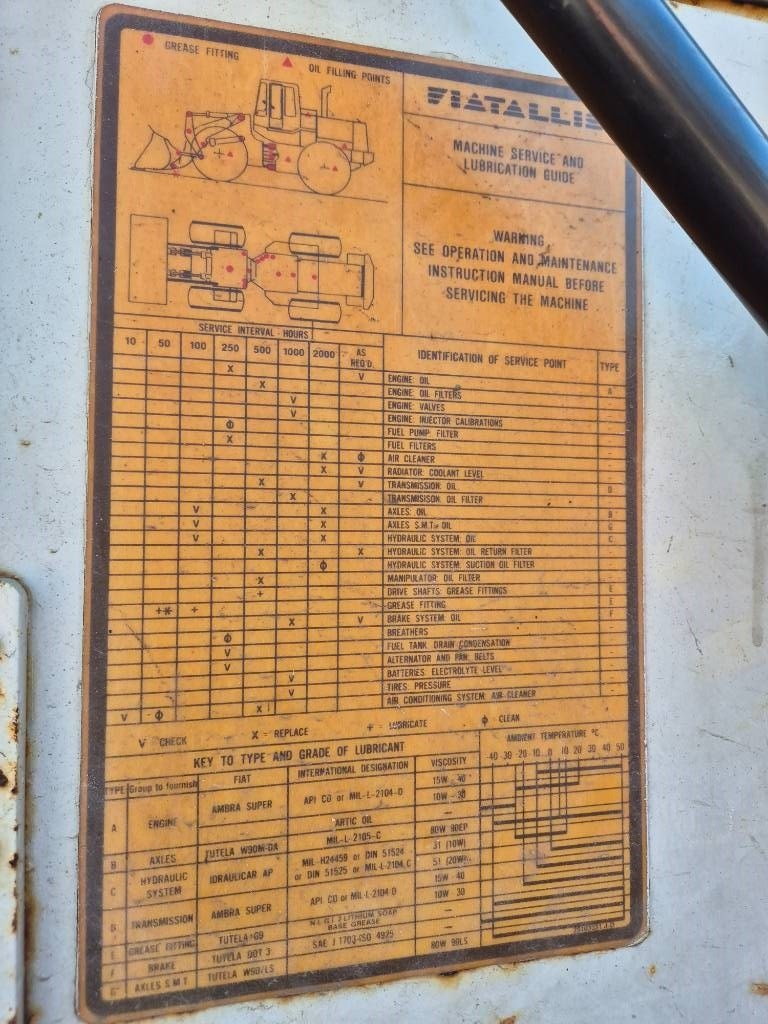 GREASE FITTING
OIL FILLING POINTS
FIATALLIS
MACHINE SERVICE AND
LUBRICATION GUIDE
WARNING
SEE OPERATION AND MAINTENANCE
INSTRUCTION MANUAL BEFORE
SERVICING THE MACHINE
SERVICE INTERVAL - HOURS
10 50 100 250 500 1000 2000 AS REQ'D. IDENTIFICATION OF SERVICE POINT TYPE
X V ENGINE: OIL A
X ENGINE: OIL FILTERS
V ENGINE: VALVES
V ENGINE: INJECTOR CALIBRATIONS
ϕ FUEL PUMP: FILTER
X FUEL FILTERS
X ϕ AIR CLEANER
X V RADIATOR: COOLANT LEVEL
X V TRANSMISSION: OIL D
X TRANSMISISON: OIL FILTER
V X AXLES: OIL B
V X AXLES S.M.T.: OIL G
V X HYDRAULIC SYSTEM: OIL C
X X HYDRAULIC SYSTEM: OIL RETURN FILTER
ϕ HYDRAULIC SYSTEM: SUCTION OIL FILTER
X MANIPULATOR: OIL FILTER
+ DRIVE SHAFTS: GREASE FITTINGS E
+* + GREASE FITTING E
X V BRAKE SYSTEM: OIL F
BREATHERS
ϕ FUEL TANK: DRAIN CONDENSATION
V ALTERNATOR AND FAN: BELTS
V BATTERIES: ELECTROLYTE LEVEL
V TIRES: PRESSURE
V AIR CONDITIONING SYSTEM: AIR CLEANER
V ϕ X
V CHECK X = REPLACE + = LUBRICATE ϕ CLEAN
KEY TO TYPE AND GRADE OF LUBRICANT
AMBIENT TEMPERATURE °C
TYPE Group to fournish FIAT INTERNATIONAL DESIGNATION VISCOSITY
40 30 20 10 0 10 20 30 40 50
A ENGINE AMBRA SUPER API CD or MIL-L-2104-D 15W - 40
10W - 30
ARTIC OIL —
B AXLES TUTELA W90M-DA MIL-L-2105-C 80W 90EP
C HYDRAULIC SYSTEM IDRAULICAR AP MIL-H24459 or DIN 51524 31 (10W)
or DIN 51525 or MIL-L-2104 C 51 (20W)
D TRANSMISSION AMBRA SUPER API CD or MIL-L-2104 D 15W - 40
10W - 30
E GREASE FITTING TUTELA G9 N.L.G.I. 2 LITHIUM SOAP —
BASE GREASE
F BRAKE TUTELA DOT 3 SAE J 1703-ISO 4925 —
G AXLES S.M.T TUTELA W90/LS 80W 90LS